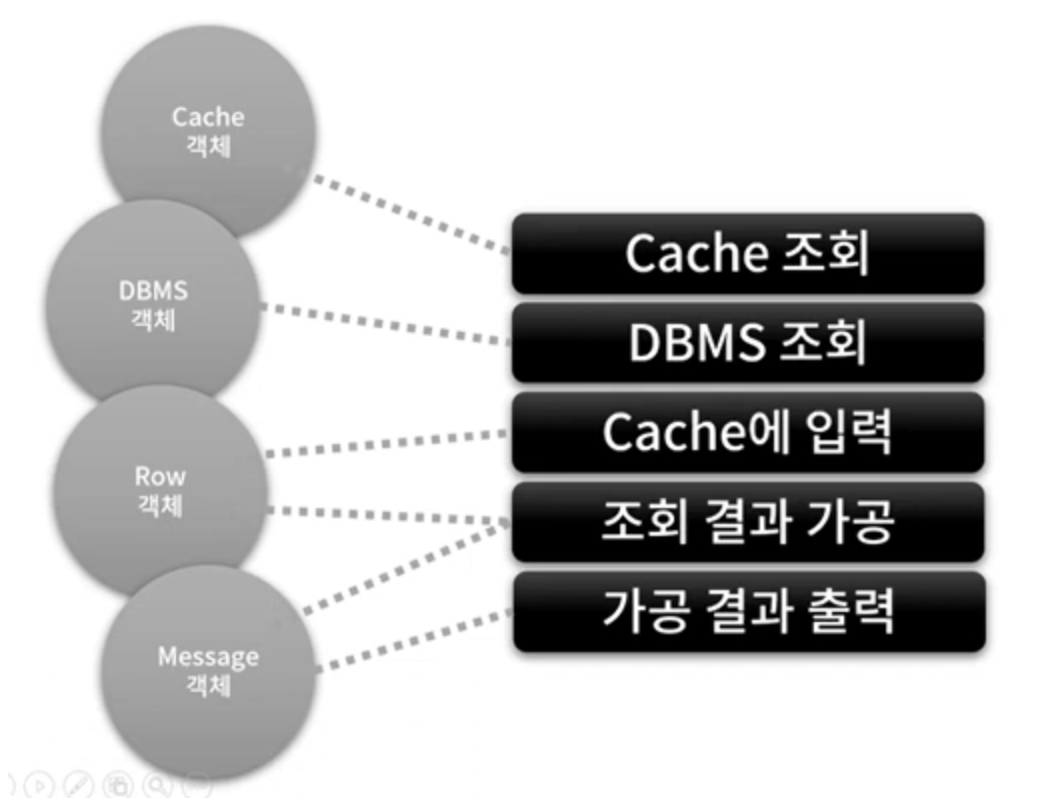 Cache
객체
DBMS
객체
Row
객체
Message
객체
Cache 조회
DBMS 조회
Cache에 입력
조회 결과 가공
가공 결과 출력